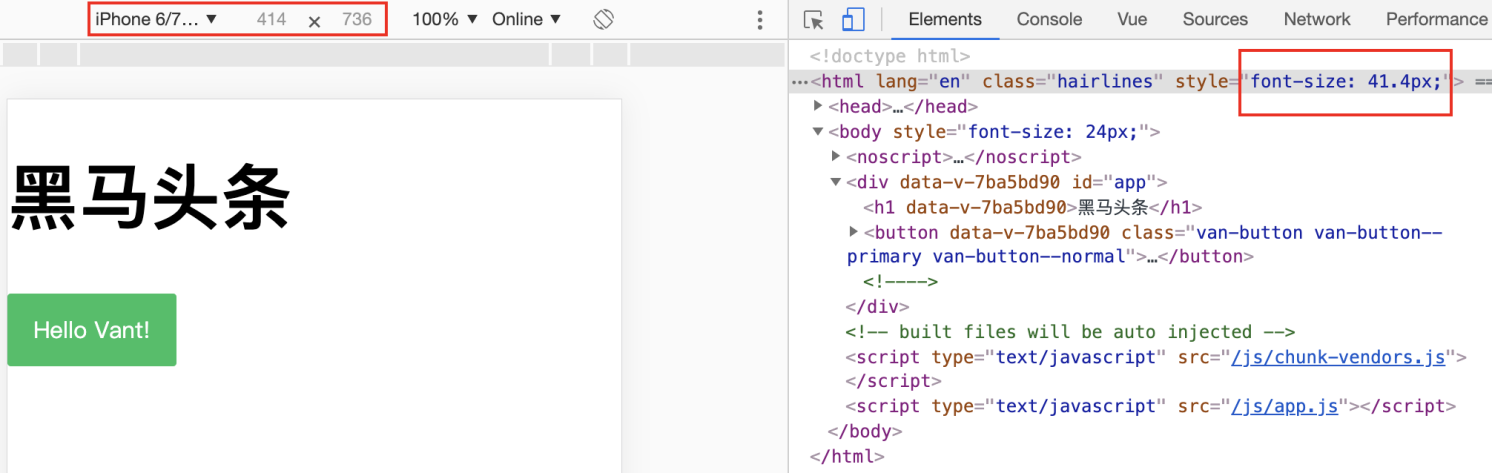 iPhone 6/7… ▼ 414 × 736 100% ▼ Online ▼
Elements Console Vue Sources Network Performance
黑马头条
Hello Vant!
<!doctype html>
…<html lang="en" class="hairlines" style="font-size: 41.4px;"> ==
▶<head>…</head>
▼<body style="font-size: 24px;">
▶<noscript>…</noscript>
▼<div data-v-7ba5bd90 id="app">
<h1 data-v-7ba5bd90>黑马头条</h1>
▶<button data-v-7ba5bd90 class="van-button van-button--
primary van-button--normal">…</button>
<!---->
</div>
<!-- built files will be auto injected -->
<script type="text/javascript" src="/js/chunk-vendors.js">
</script>
<script type="text/javascript" src="/js/app.js"></script>
</body>
</html>